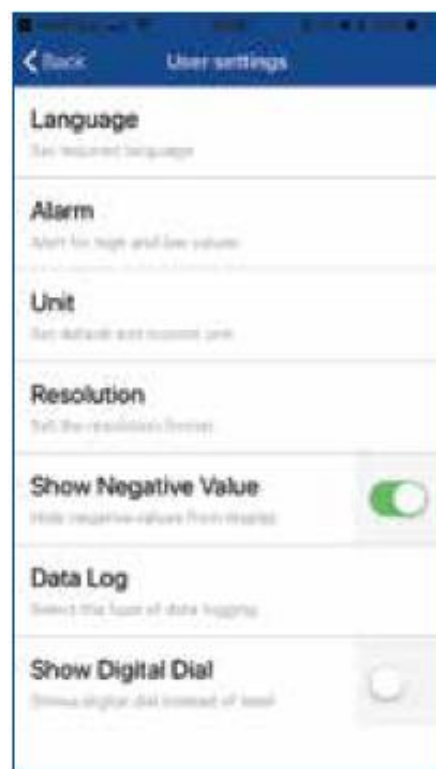 Back User settings
Language
Set required language
Alarm
Alert for high and low values
Unit
Set default and custom unit
Resolution
Set the resolution format
Show Negative Value
Hide negative values from display
Data Log
Select the type of data logging
Show Digital Dial
Shows digital dial instead of